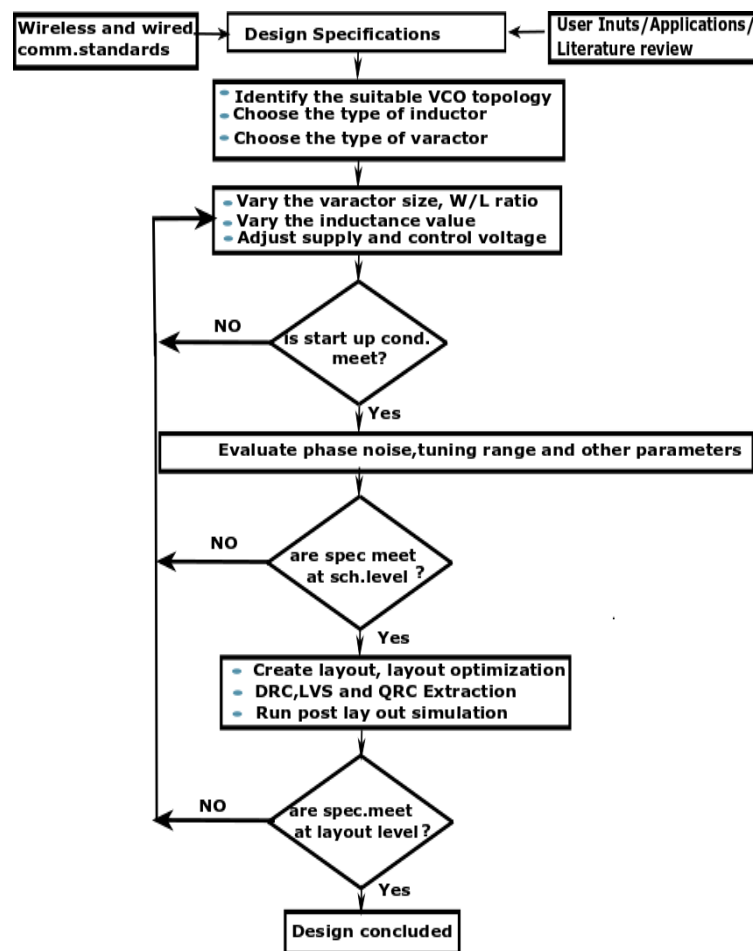 Wireless and wired
comm.standards
Design Specifications
User Inuts/Applications/
Literature review
Identify the suitable VCO topology
Choose the type of inductor
Choose the type of varactor
Vary the varactor size, W/L ratio
Vary the inductance value
Adjust supply and control voltage
NO
is start up cond.
meet?
Yes
Evaluate phase noise,tuning range and other parameters
NO
are spec meet
at sch.level ?
Yes
Create layout, layout optimization
DRC,LVS and QRC Extraction
Run post lay out simulation
NO
are spec.meet
at layout level ?
Yes
Design concluded